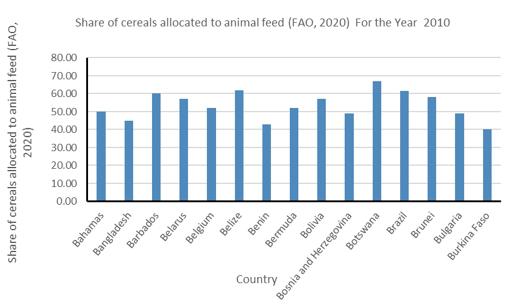 Share of cereals allocated to animal feed (FAO, 2020)  For the Year  2010
Share of cereals allocated to animal feed (FAO,
2020)
80.00
70.00
60.00
50.00
40.00
30.00
20.00
10.00
0.00
Bahamas
Bangladesh
Barbados
Belarus
Belgium
Belize
Benin
Bermuda
Bolivia
Bosnia and Herzegovina
Botswana
Brazil
Brunei
Bulgaria
Burkina Faso
Country